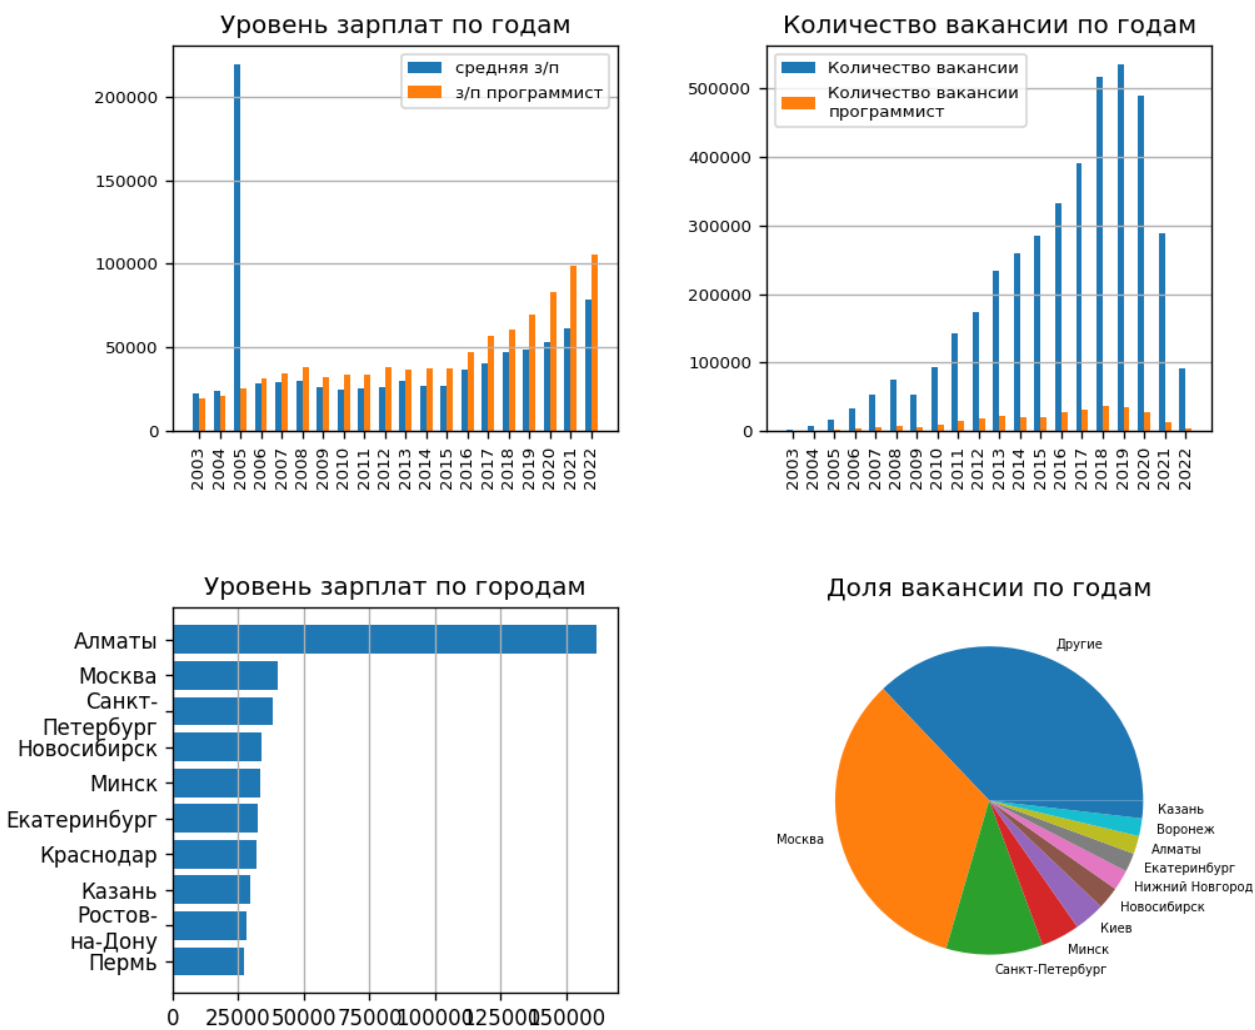 Уровень зарплат по годам
средняя з/п
з/п программист
200000
150000
100000
50000
0
2003
2004
2005
2006
2007
2008
2009
2010
2011
2012
2013
2014
2015
2016
2017
2018
2019
2020
2021
2022
Количество вакансии по годам
Количество вакансии
Количество вакансии
программист
500000
400000
300000
200000
100000
0
2003
2004
2005
2006
2007
2008
2009
2010
2011
2012
2013
2014
2015
2016
2017
2018
2019
2020
2021
2022
Уровень зарплат по городам
Алматы
Москва
Санкт-
Петербург
Новосибирск
Минск
Екатеринбург
Краснодар
Казань
Ростов-
на-Дону
Пермь
0
25000
50000
75000
100000
125000
150000
Доля вакансии по годам
Другие
Москва
Санкт-Петербург
Минск
Киев
Новосибирск
Нижний Новгород
Екатеринбург
Алматы
Воронеж
Казань